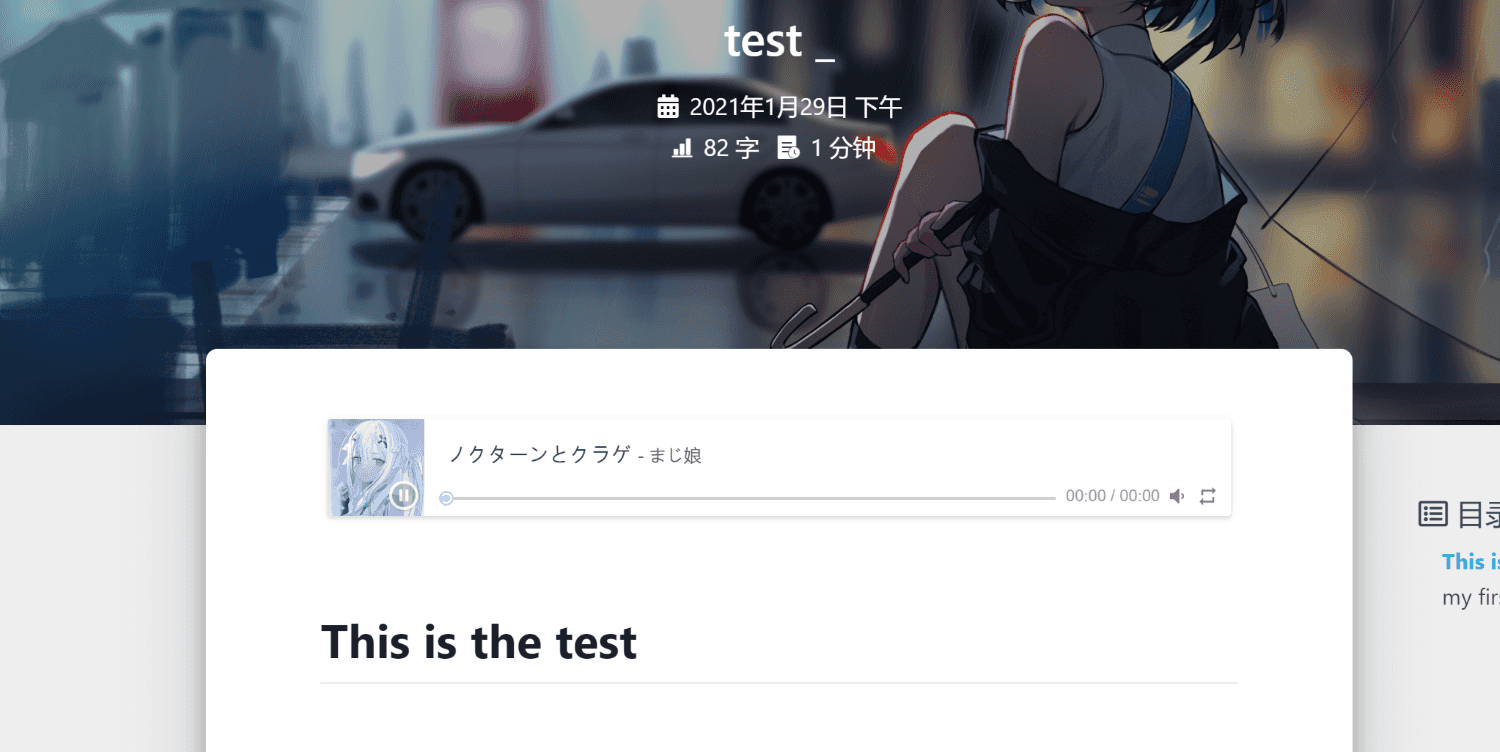 test _
2021年1月29日 下午
82 字 1 分钟
ノクターンとクラゲ - まじ娘
00:00 / 00:00
This is the test
目录
This is
my firs